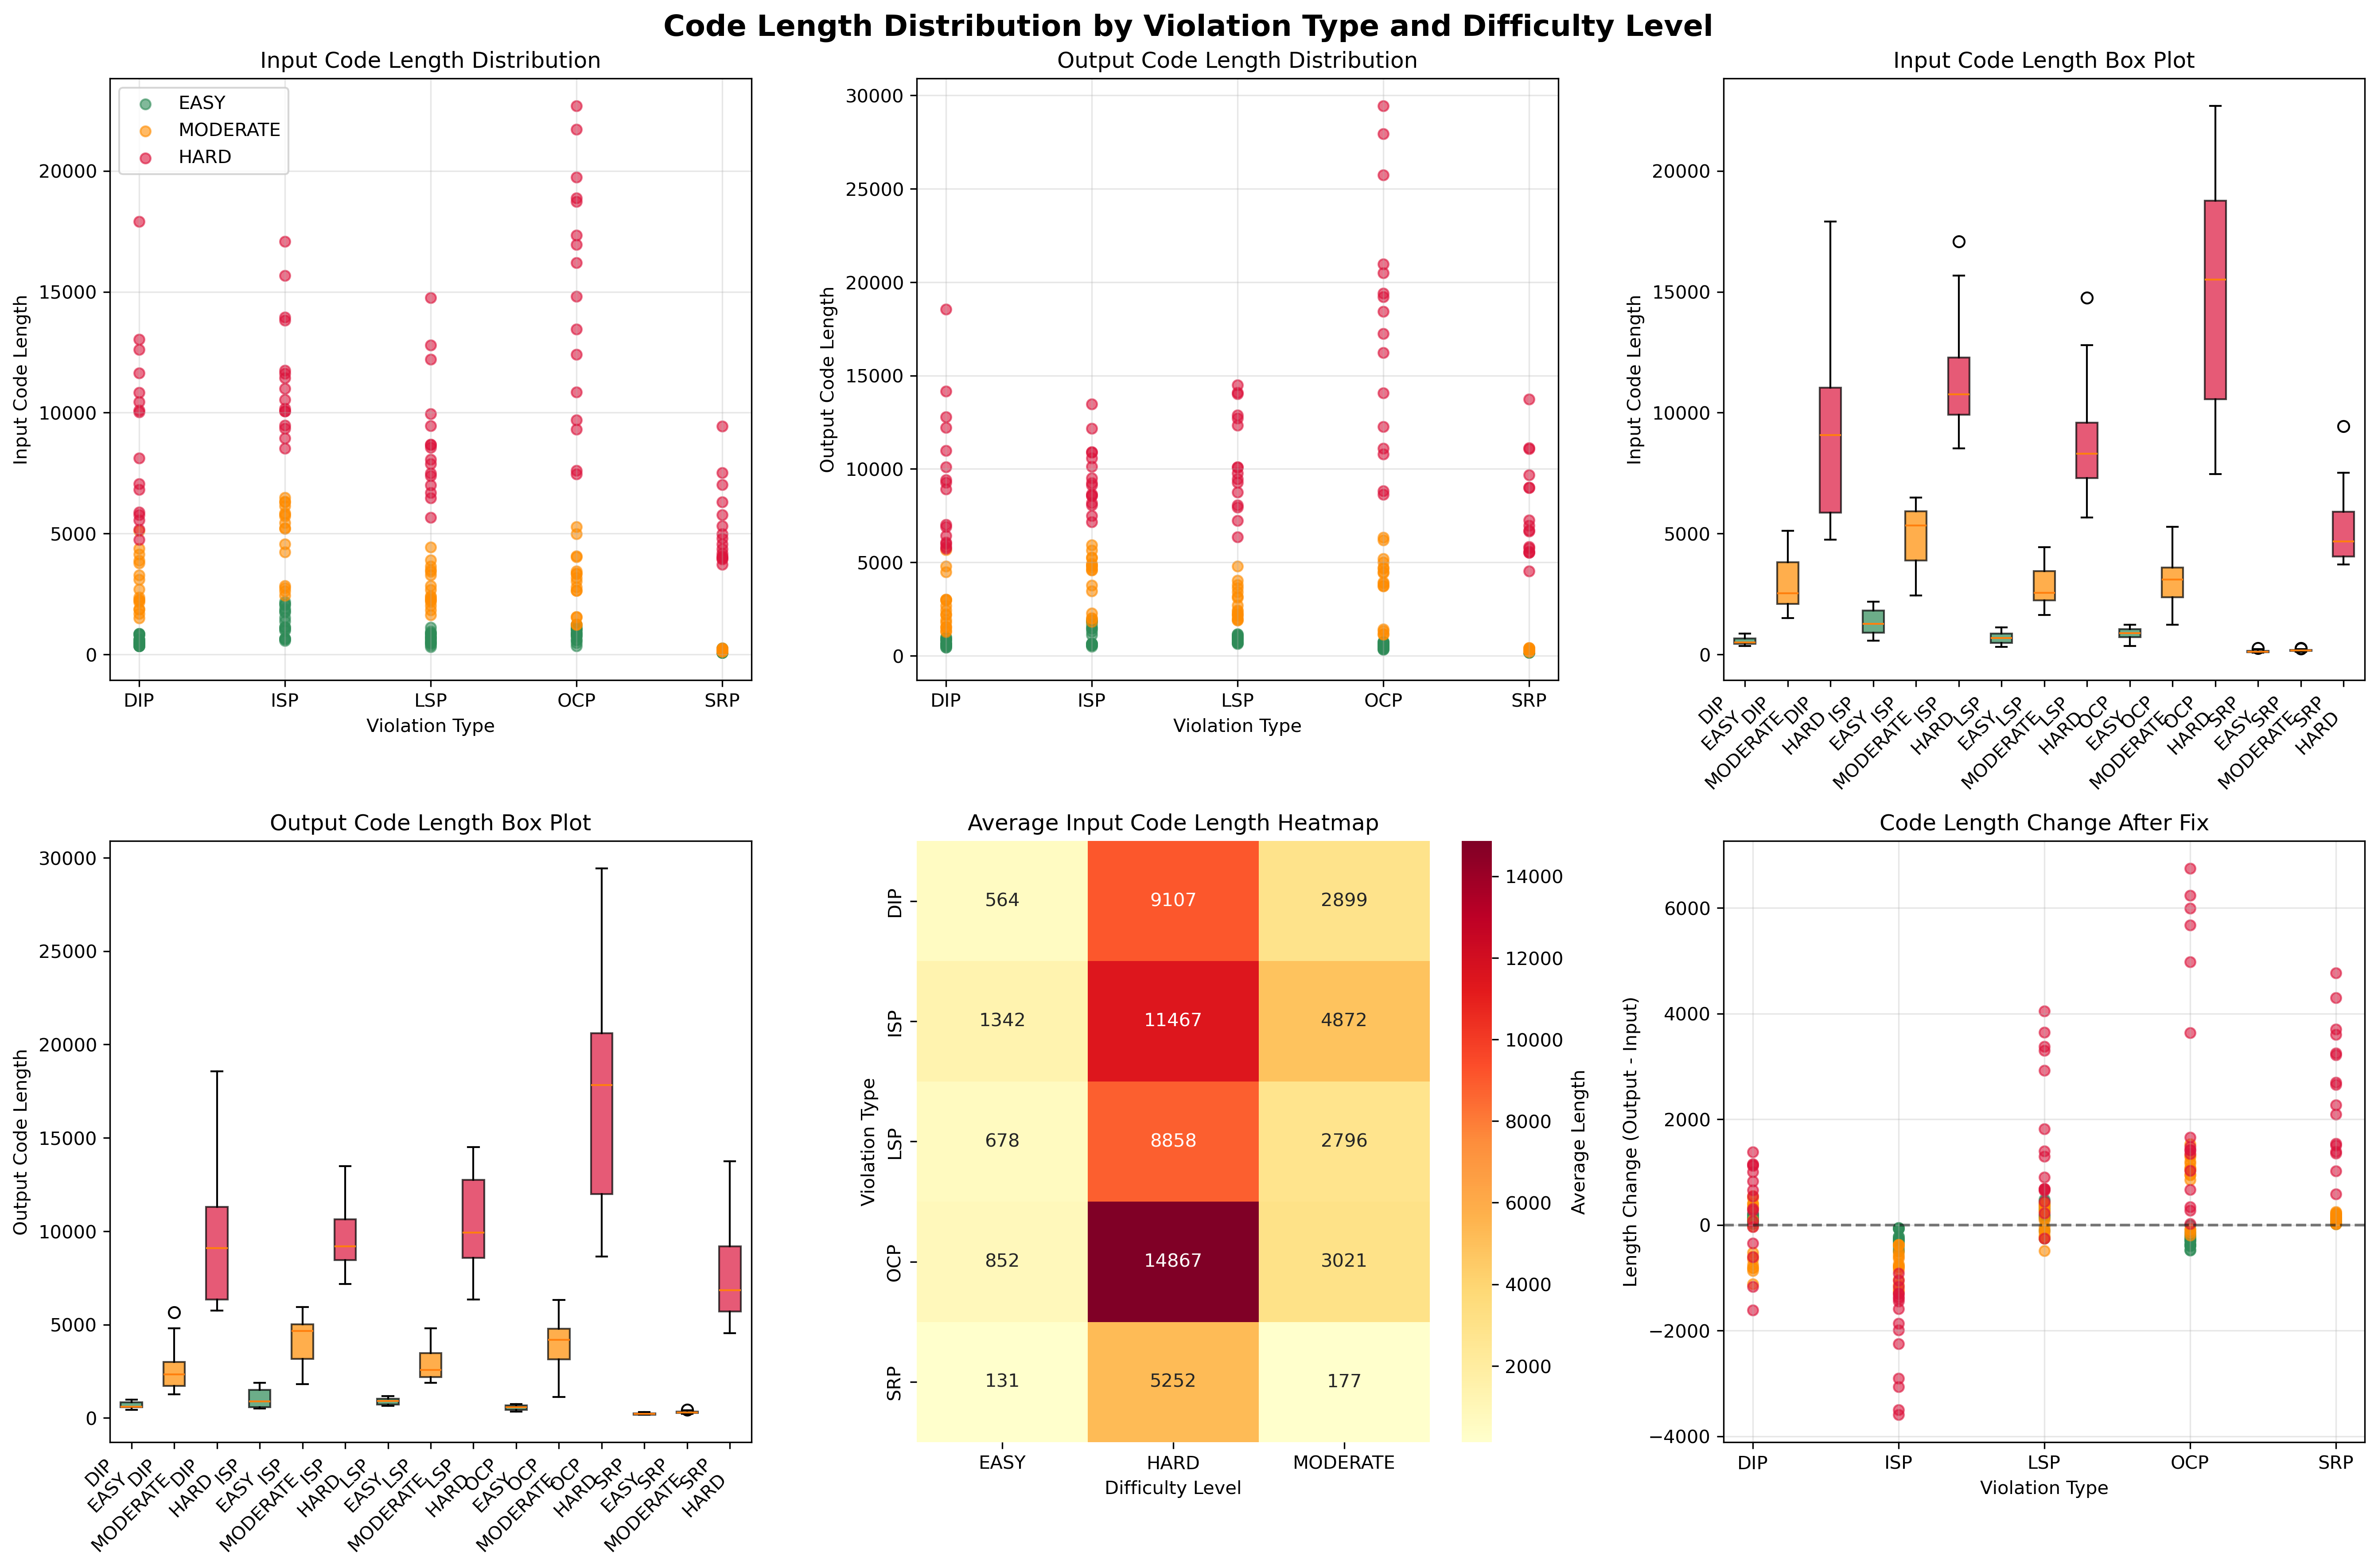 Code Length Distribution by Violation Type and Difficulty Level
Input Code Length Distribution
EASY
MODERATE
HARD
20000
15000
10000
5000
0
Input Code Length
DIP
ISP
LSP
OCP
SRP
Violation Type
Output Code Length Distribution
30000
25000
20000
15000
10000
5000
0
Output Code Length
DIP
ISP
LSP
OCP
SRP
Violation Type
Input Code Length Box Plot
20000
15000
10000
5000
0
Input Code Length
DIP
EASY
DIP
MODERATE
DIP
HARD
ISP
EASY
ISP
MODERATE
ISP
HARD
LSP
EASY
LSP
MODERATE
LSP
HARD
OCP
EASY
OCP
MODERATE
OCP
HARD
SRP
EASY
SRP
MODERATE
SRP
HARD
Output Code Length Box Plot
30000
25000
20000
15000
10000
5000
0
Output Code Length
DIP
EASY
DIP
MODERATE
DIP
HARD
ISP
EASY
ISP
MODERATE
ISP
HARD
LSP
EASY
LSP
MODERATE
LSP
HARD
OCP
EASY
OCP
MODERATE
OCP
HARD
SRP
EASY
SRP
MODERATE
SRP
HARD
Average Input Code Length Heatmap
Violation Type
DIP
564
9107
2899
ISP
1342
11467
4872
LSP
678
8858
2796
OCP
852
14867
3021
SRP
131
5252
177
EASY
HARD
MODERATE
Difficulty Level
14000
12000
10000
8000
6000
4000
2000
Average Length
Code Length Change After Fix
6000
4000
2000
0
−2000
−4000
Length Change (Output - Input)
DIP
ISP
LSP
OCP
SRP
Violation Type